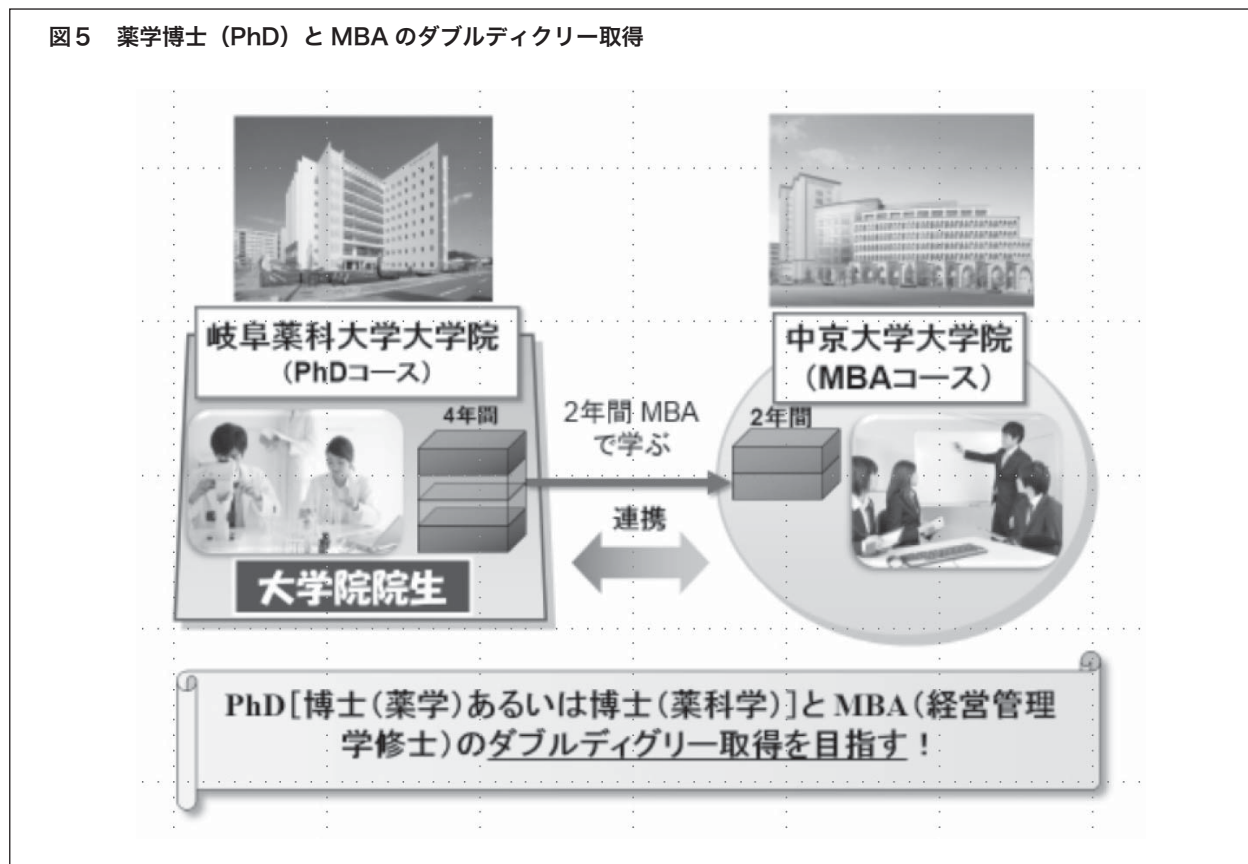 図5　薬学博士（PhD）と MBA のダブルディクリー取得
岐阜薬科大学大学院
（PhDコース）
4年間
大学院院生
2年間 MBA
で学ぶ
連携
中京大学大学院
（MBAコース）
2年間
PhD[博士（薬学）あるいは博士（薬科学）]と MBA（経営管理
学修士）のダブルディグリー取得を目指す！